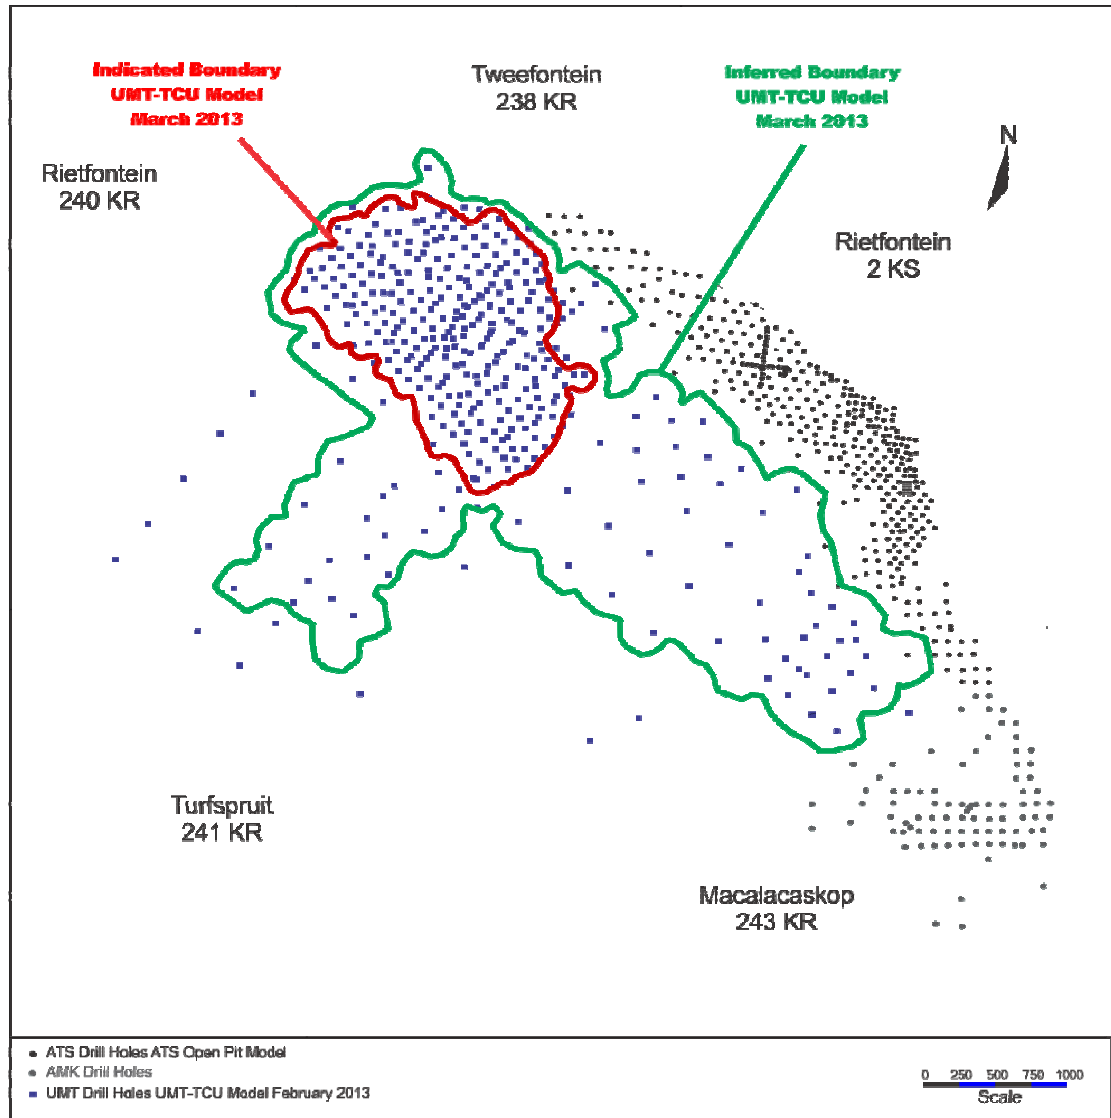 Indicated Boundary
UMT-TCU Model
March 2013
Tweefontein
238 KR
Inferred Boundary
UMT-TCU Model
March 2013
N
Rietfontein
240 KR
Rietfontein
2 KS
Turfspruit
241 KR
Macalacaskop
243 KR
ATS Drill Holes ATS Open Pit Model
AMK Drill Holes
UMT Drill Holes UMT-TCU Model February 2013
0 250 500 750 1000
Scale